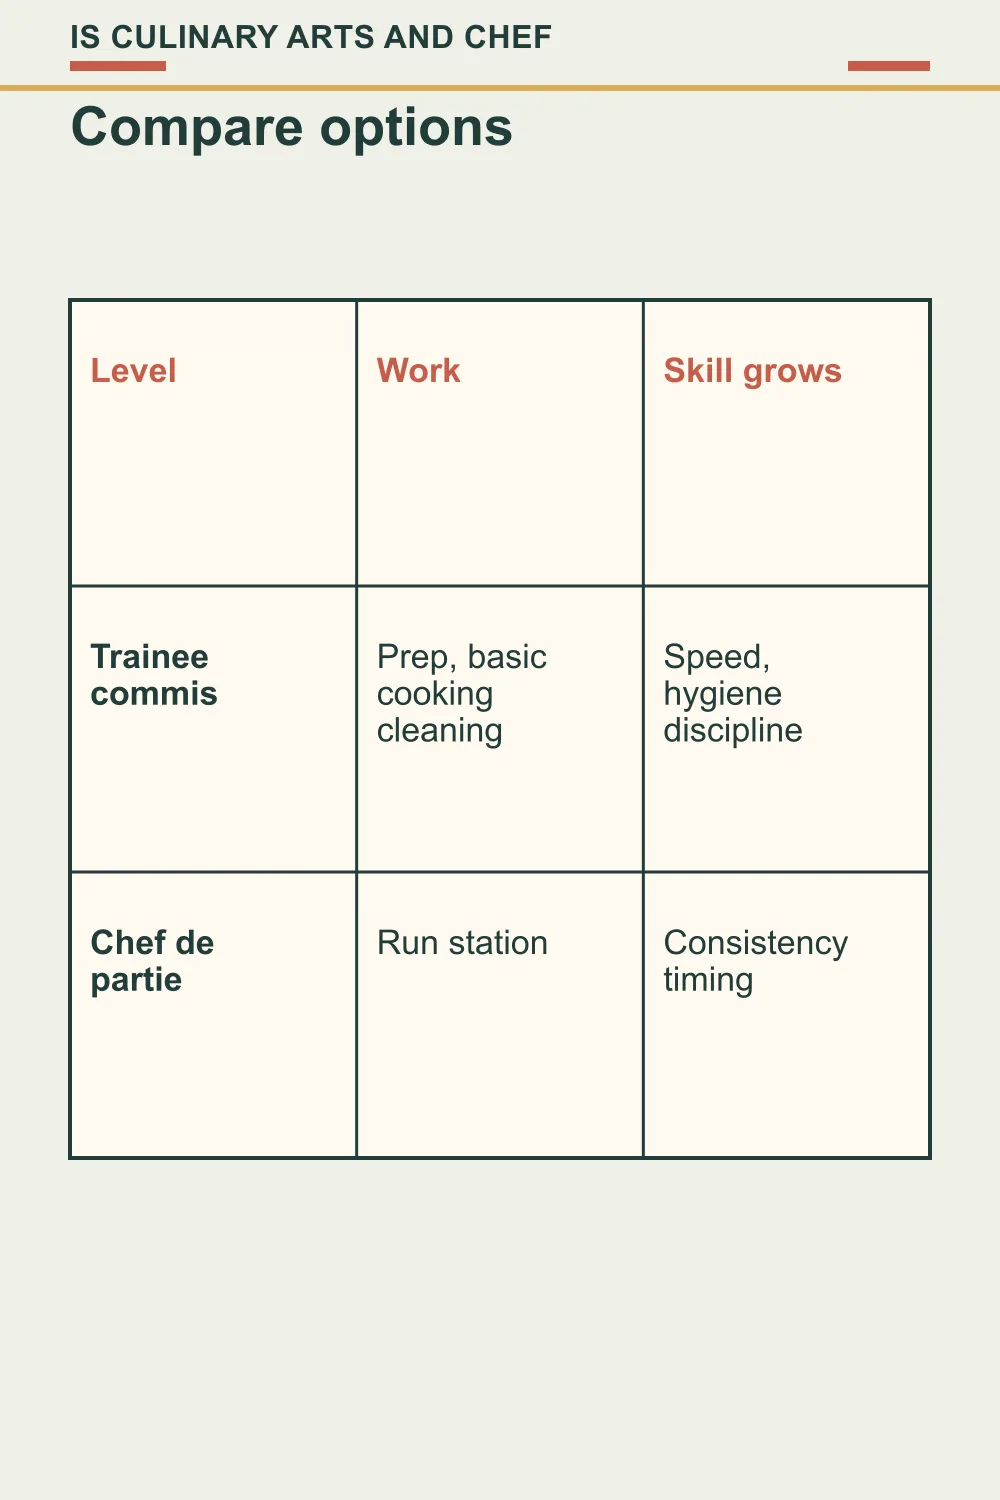 IS CULINARY ARTS AND CHEF
Compare options
Level
Work
Skill grows
Trainee
commis
Prep, basic
cooking
cleaning
Speed,
hygiene
discipline
Chef de
partie
Run station
Consistency
timing